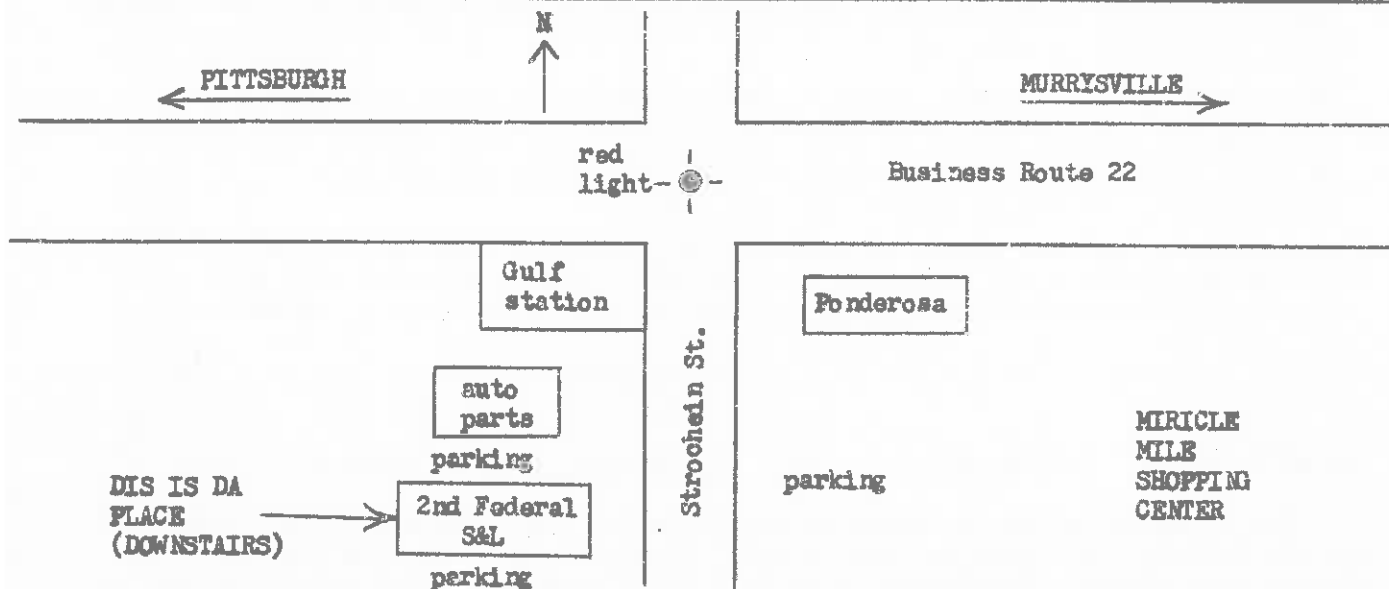 N
PITTSBURGH
MURRYSVILLE
red
light
Business Route 22
Gulf
station
Ponderosa
Stroohein St.
auto
parts
parking
MIRICLE
MILE
SHOPPING
CENTER
parking
DIS IS DA
PLACE
(DOWNSTAIRS)
2nd Federal
S&L
parking